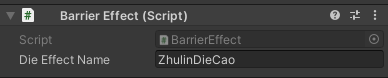 Barrier Effect (Script)
Script BarrierEffect
Die Effect Name ZhulinDieCao